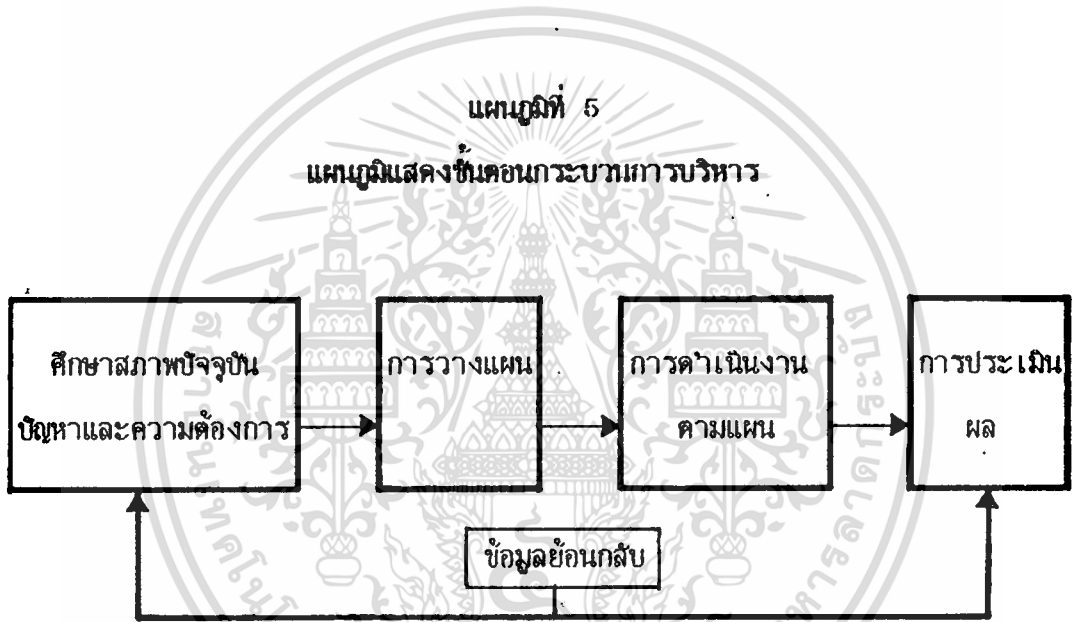 แผนภูมิที่ 5
แผนภูมิแสดงขั้นตอนกระบวนการบริหาร
ศึกษาสภาพปัจจุบัน
ปัญหาและความต้องการ
การวางแผน
การดำเนินงาน
ตามแผน
การประเมิน
ผล
ข้อมูลย้อนกลับ